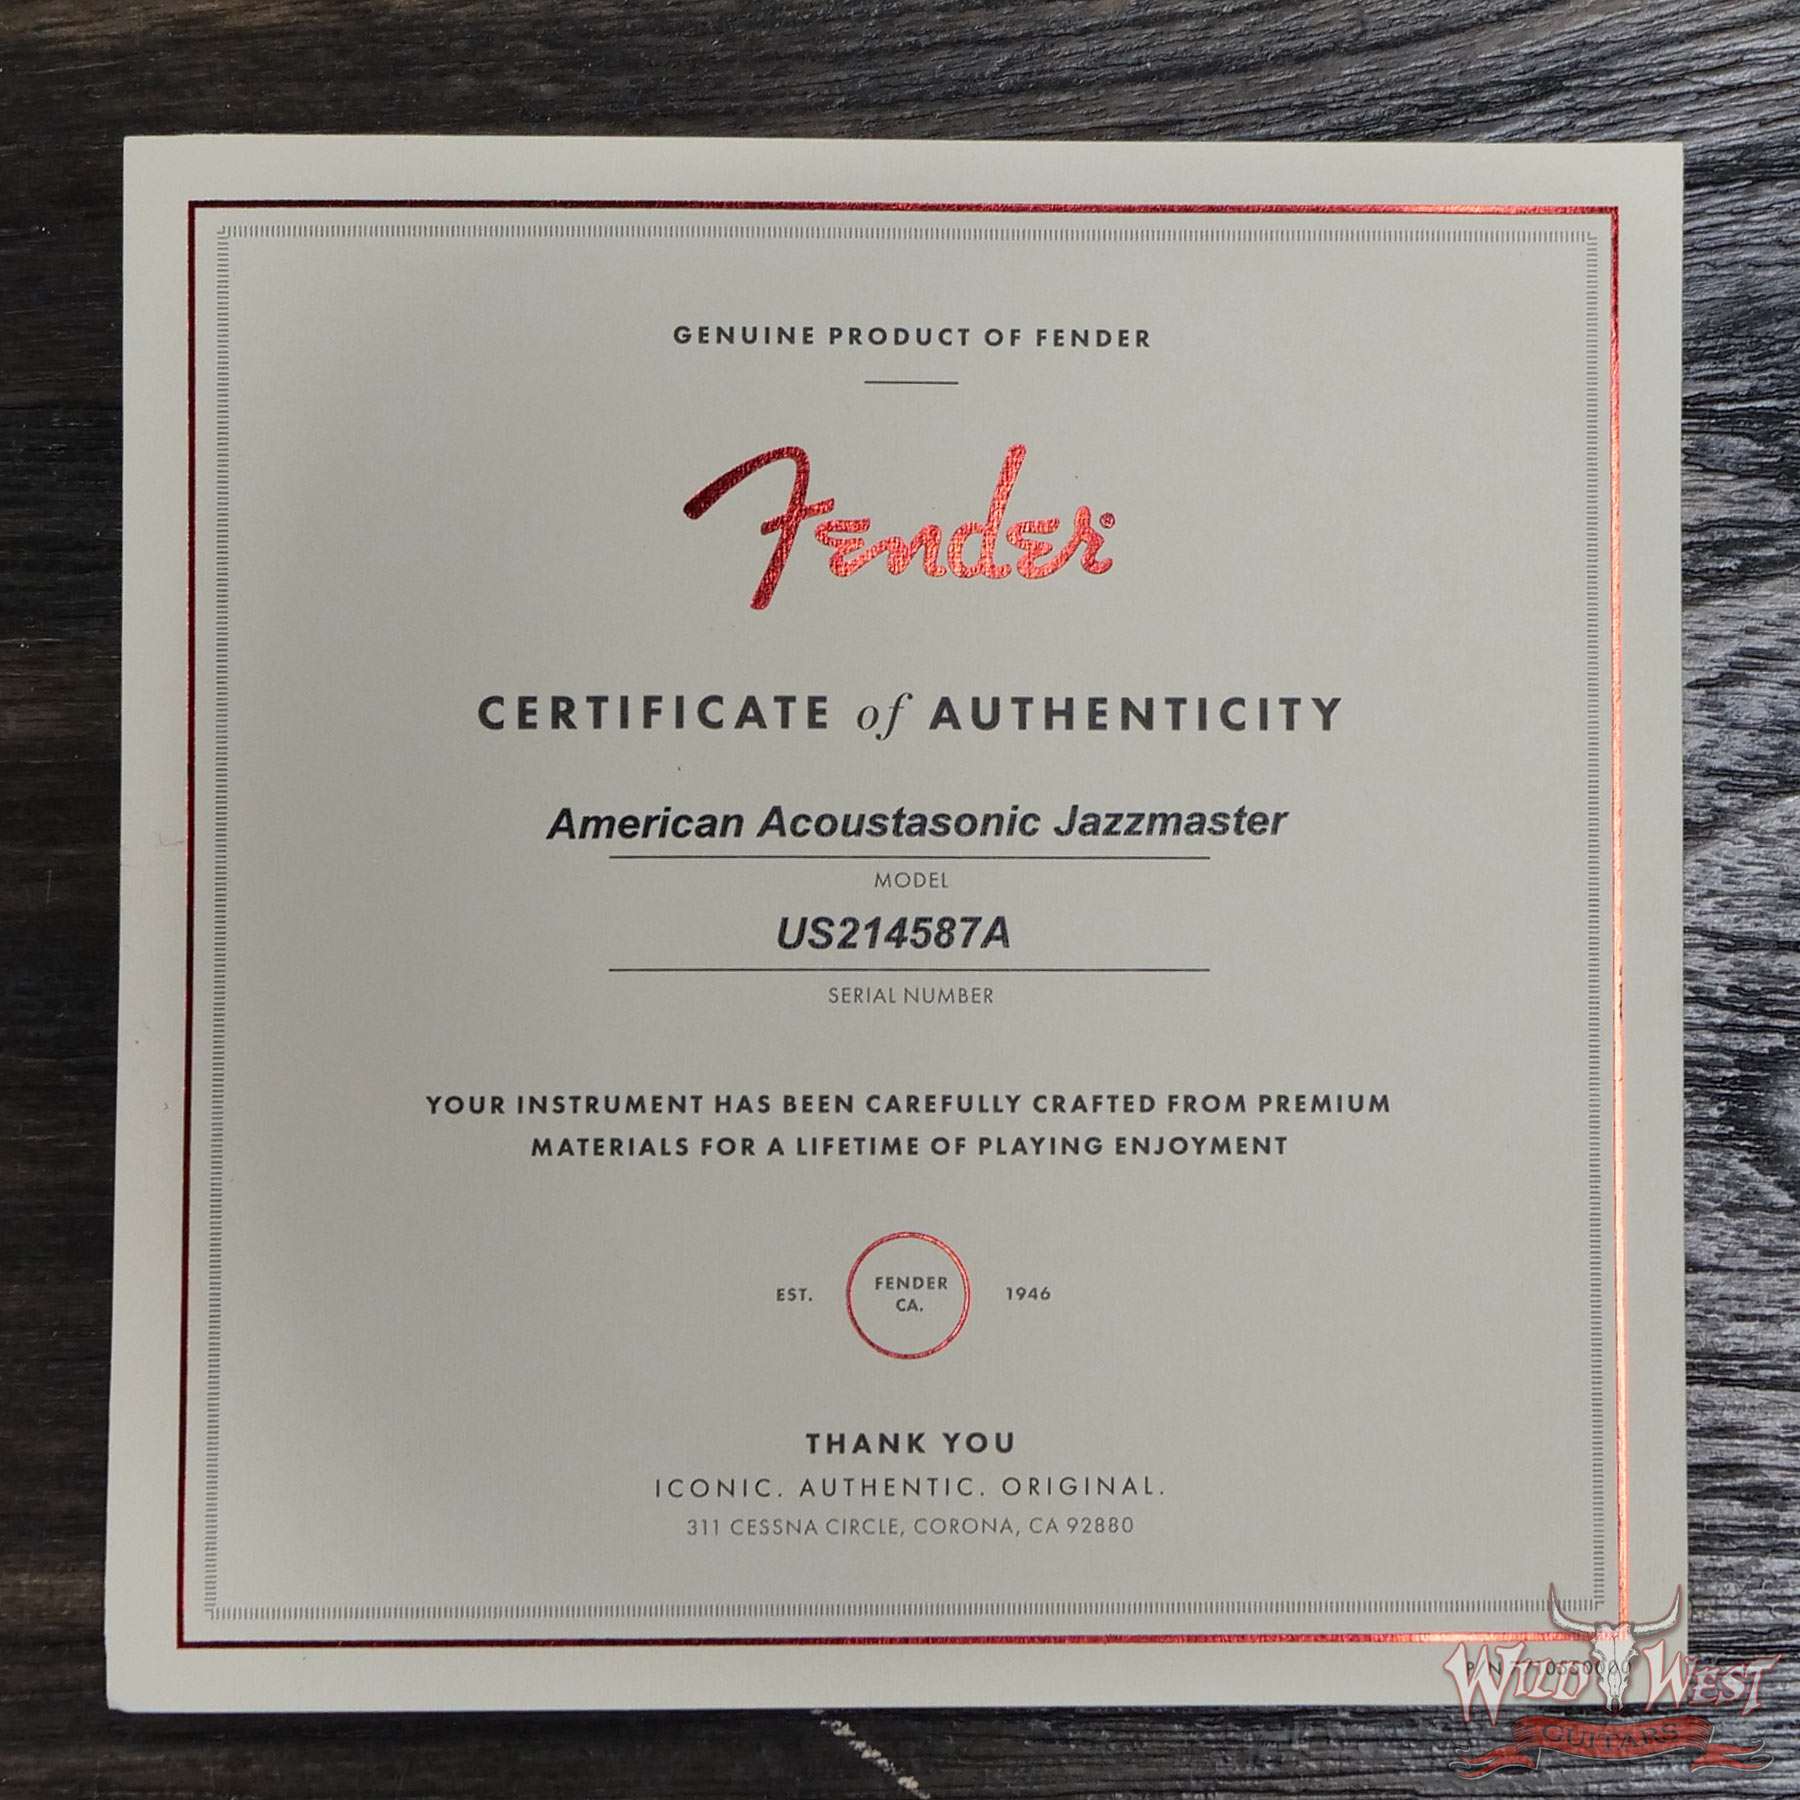 GENUINE PRODUCT OF FENDER
Fender®
CERTIFICATE of AUTHENTICITY
American Acoustasonic Jazzmaster
MODEL
US214587A
SERIAL NUMBER
YOUR INSTRUMENT HAS BEEN CAREFULLY CRAFTED FROM PREMIUM
MATERIALS FOR A LIFETIME OF PLAYING ENJOYMENT
EST. FENDER 1946
CA.
THANK YOU
ICONIC. AUTHENTIC. ORIGINAL.
311 CESSNA CIRCLE, CORONA, CA 92880
P/N
WILD WEST
GUITARS